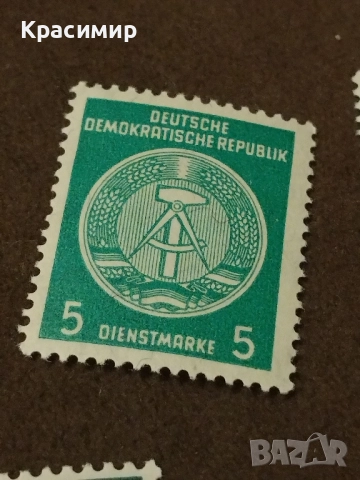 Красимир
DEUTSCHE
DEMOKRATISCHE REPUBLIK
5 DIENSTMARKE 5
BAZAR